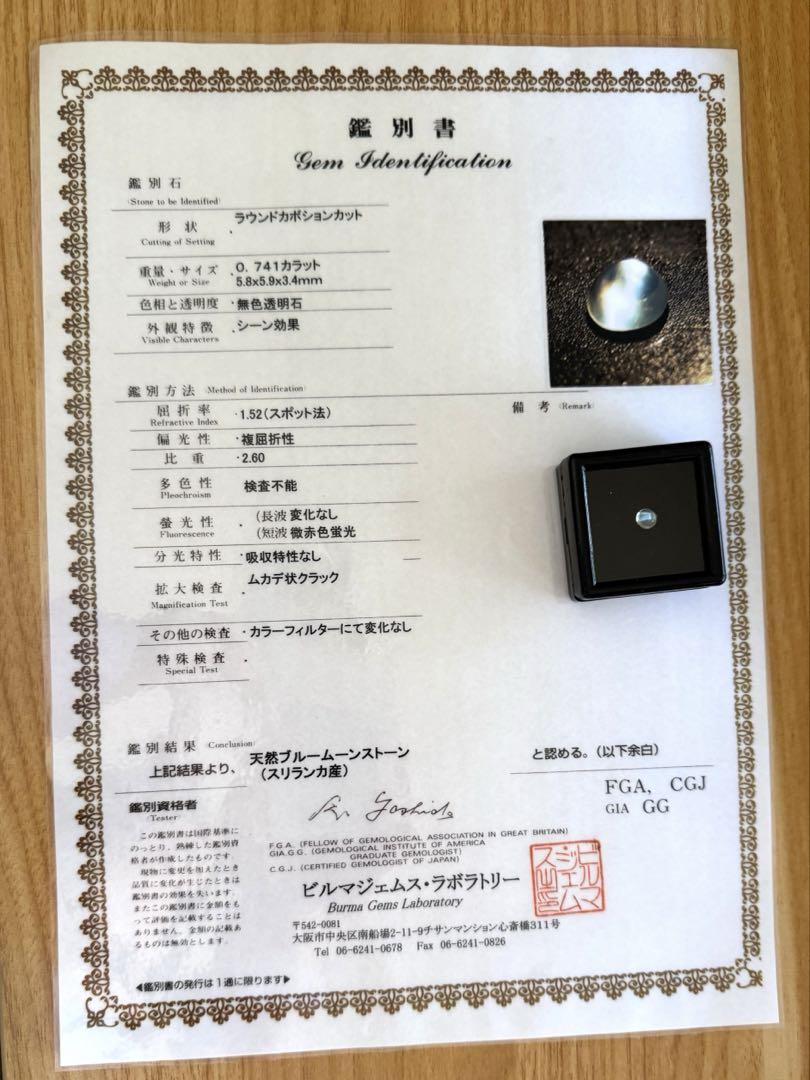 鑑別書
Gem Identification
鑑別石
(Stone to be Identified)
形状
Cutting of Setting
・ラウンドカボションカット
重量・サイズ
Weight or Size
・0.741カラット
5.8x5.9x3.4mm
色相と透明度 ・無色透明石
外観特徴
Visible Characters
・シーン効果
鑑別方法 (Method of Identification)
備考 (Remark)
屈折率
Refractive Index
・1.52(スポット法)
偏光性 ・複屈折性
比重 ・2.60
多色性
Pleochroism
検査不能
螢光性
Fluorescence
・(長波 変化なし
(短波 微赤色蛍光
分光特性 ・吸収特性なし
拡大検査
Magnification Test
・ムカデ状クラック
その他の検査 ・カラーフィルターにて変化なし
特殊検査
Special Test
・
鑑別結果 (Conclusion)
上記結果より、
天然ブルームーンストーン
(スリランカ産)
と認める。(以下余白)
FGA, CGJ
GIA GG
鑑別資格者
(Tester)
この鑑別書は国際基準に
のっとり、熟練した鑑別資
格者が作成したものです。
現物に変更を加えたとき
品質に変化が生じたときは
鑑別書の効果を失います。
またこの鑑別書に金額をも
って評価を記載することは
ありません。金額の記載あ
るものは無効とします。
F.G.A. (FELLOW OF GEMOLOGICAL ASSOCIATION IN GREAT BRITAIN)
GIA.G.G. (GEMOLOGICAL INSTITUTE OF AMERICA
GRADUATE GEMOLOGIST)
C.G.J. (CERTIFIED GEMOLOGIST OF JAPAN)
ビルマジェムス・ラボラトリー
Burma Gems Laboratory
〒542-0081
大阪市中央区南船場2-11-9チサンマンション心斎橋311号
Tel 06-6241-0678 Fax 06-6241-0826
◀鑑別書の発行は1通に限ります▶